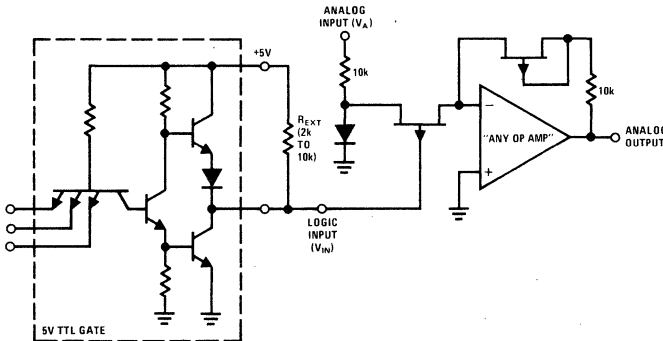 ANALOG
INPUT (VA)
+5V
10k
REXT
(2k
TO
10k)
10k
"ANY OP AMP"
−
+
ANALOG
OUTPUT
LOGIC
INPUT
(VIN)
5V TTL GATE